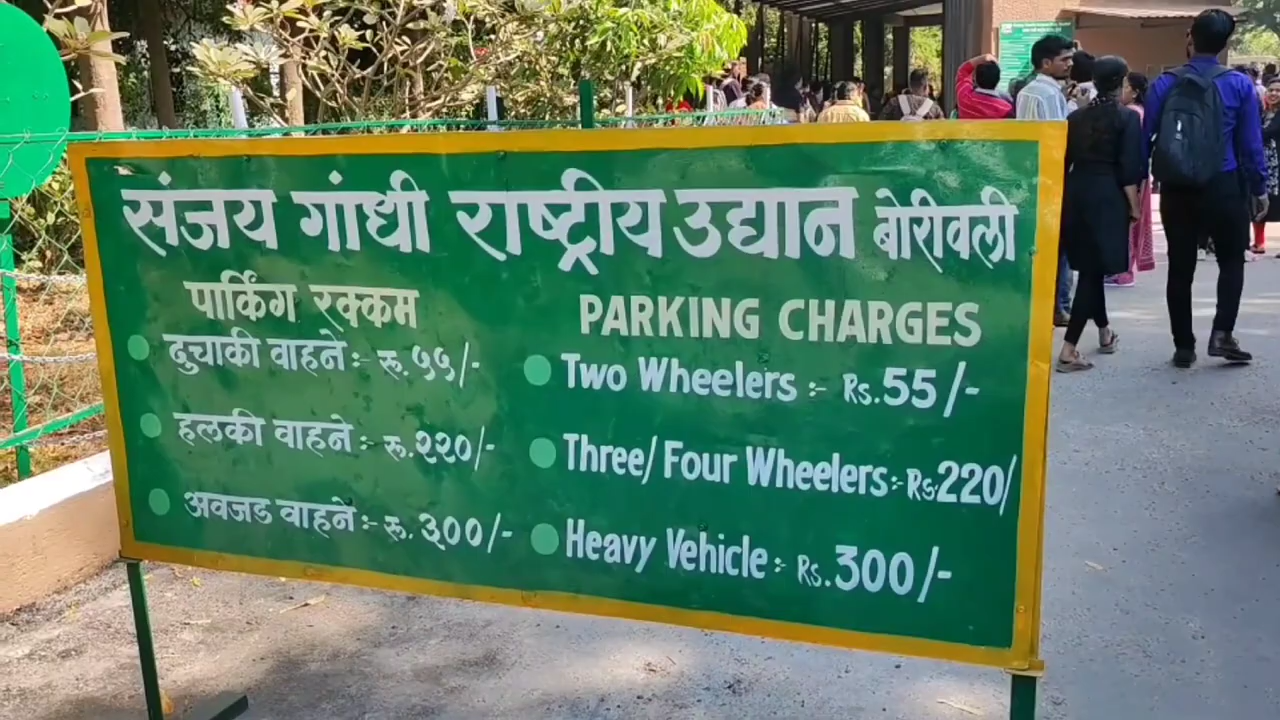 संजय गांधी राष्ट्रीय उद्यान बोरीवली
पार्किंग रक्कम
दुचाकी वाहने :- रू.५५/-
हलकी वाहने :- रू.२२०/-
अवजड वाहने :- रू.३००/-
PARKING CHARGES
Two Wheelers :- Rs.55/-
Three/ Four Wheelers:- Rs.220/
Heavy Vehicle :- Rs.300/-